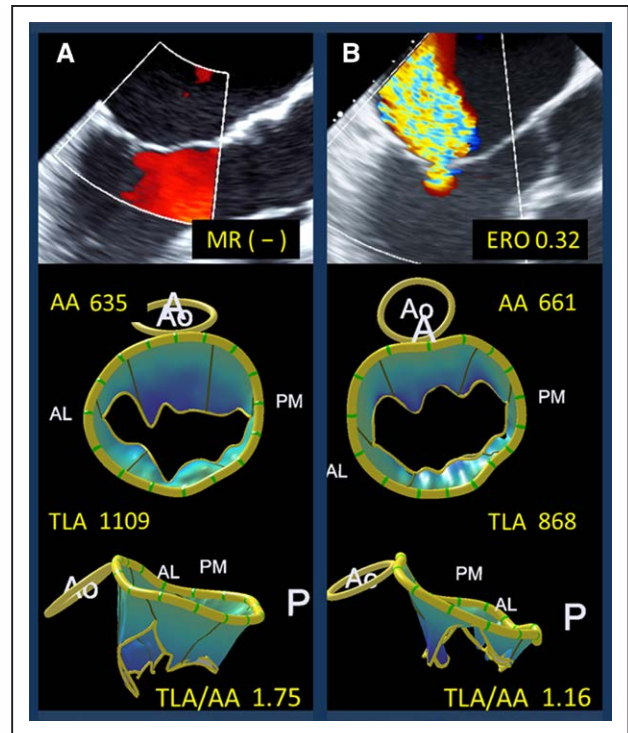 A
MR (−)
AA 635
A
Ao
AL
PM
TLA 1109
Ao
AL
PM
P
TLA/AA 1.75
B
ERO 0.32
Ao
A
AA 661
PM
AL
TLA 868
Ao
PM
AL
P
TLA/AA 1.16